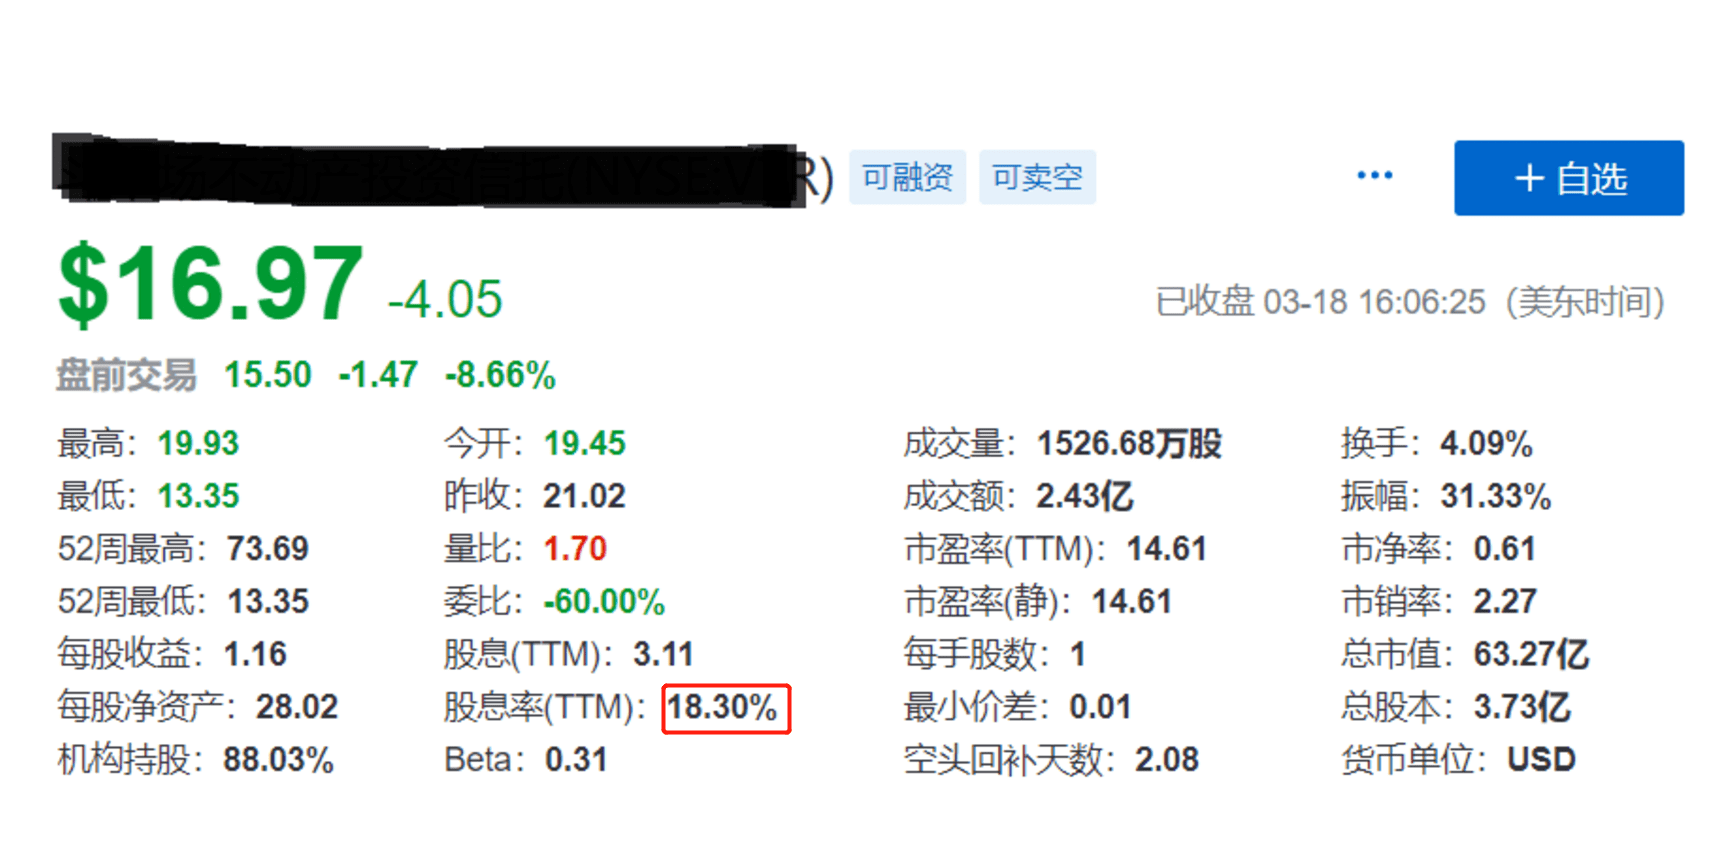 场不动产投资信托(NYSE:V R) 可融资 可卖空 ··· + 自选
$16.97 -4.05 已收盘 03-18 16:06:25 (美东时间)
盘前交易 15.50 -1.47 -8.66%
最高: 19.93 今开: 19.45 成交量: 1526.68万股 换手: 4.09%
最低: 13.35 昨收: 21.02 成交额: 2.43亿 振幅: 31.33%
52周最高: 73.69 量比: 1.70 市盈率(TTM): 14.61 市净率: 0.61
52周最低: 13.35 委比: -60.00% 市盈率(静): 14.61 市销率: 2.27
每股收益: 1.16 股息(TTM): 3.11 每手股数: 1 总市值: 63.27亿
每股净资产: 28.02 股息率(TTM): 18.30% 最小价差: 0.01 总股本: 3.73亿
机构持股: 88.03% Beta: 0.31 空头回补天数: 2.08 货币单位: USD